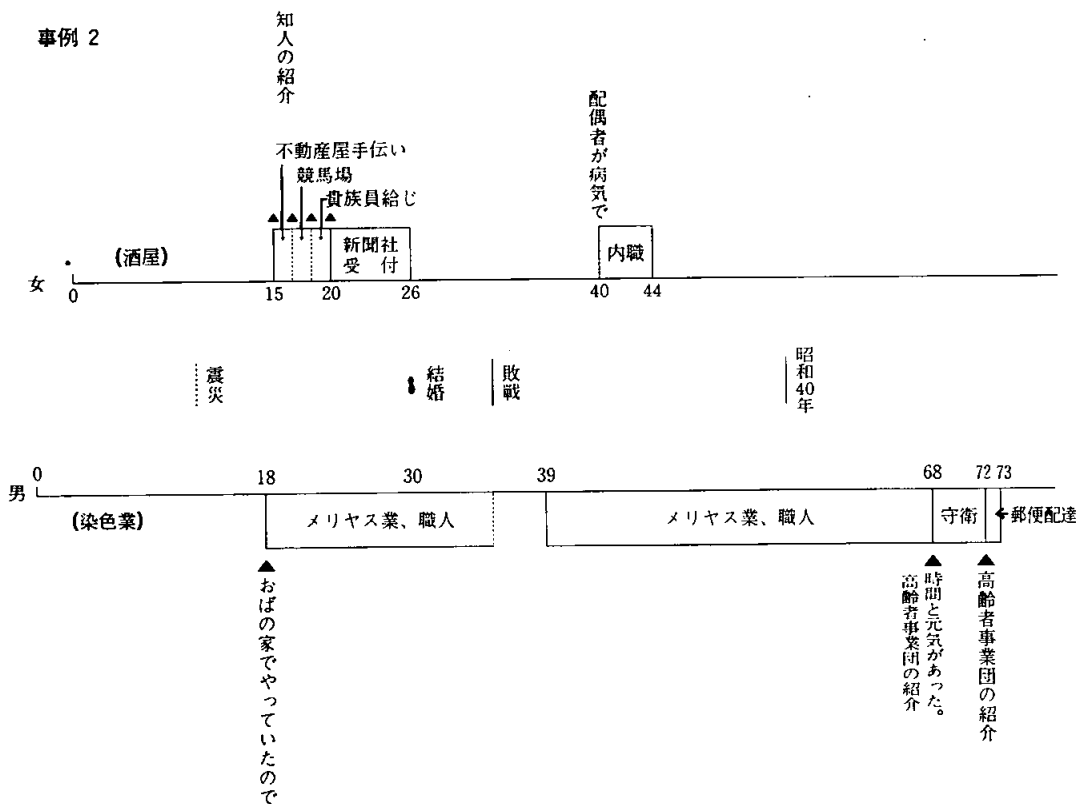 事例 2
知人の紹介
不動産屋手伝い
競馬場
貴族員給じ
配偶者が病気で
(酒屋)
新聞社
受付
内職
女
0
15
20
26
40
44
震災
結婚
敗戦
昭和40年
0
18
30
39
68
72
73
男
(染色業)
メリヤス業、職人
メリヤス業、職人
守衛
郵便配達
おばの家でやっていたので
時間と元気があった。
高齢者事業団の紹介
高齢者事業団の紹介